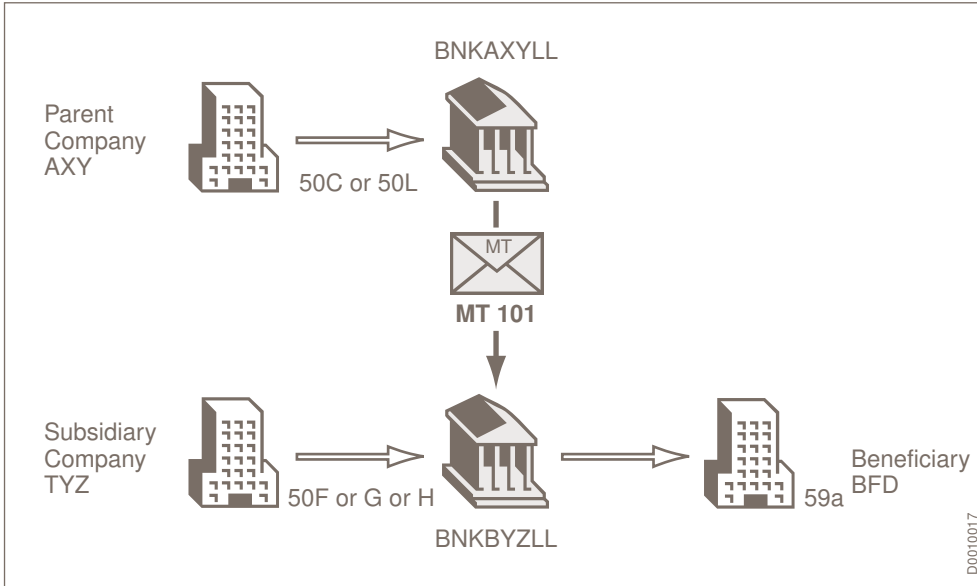 BNKAXYLL
Parent
Company
AXY
50C or 50L
MT
MT 101
Subsidiary
Company
TYZ
50F or G or H
BNKBYZLL
59a
Beneficiary
BFD
D0010017